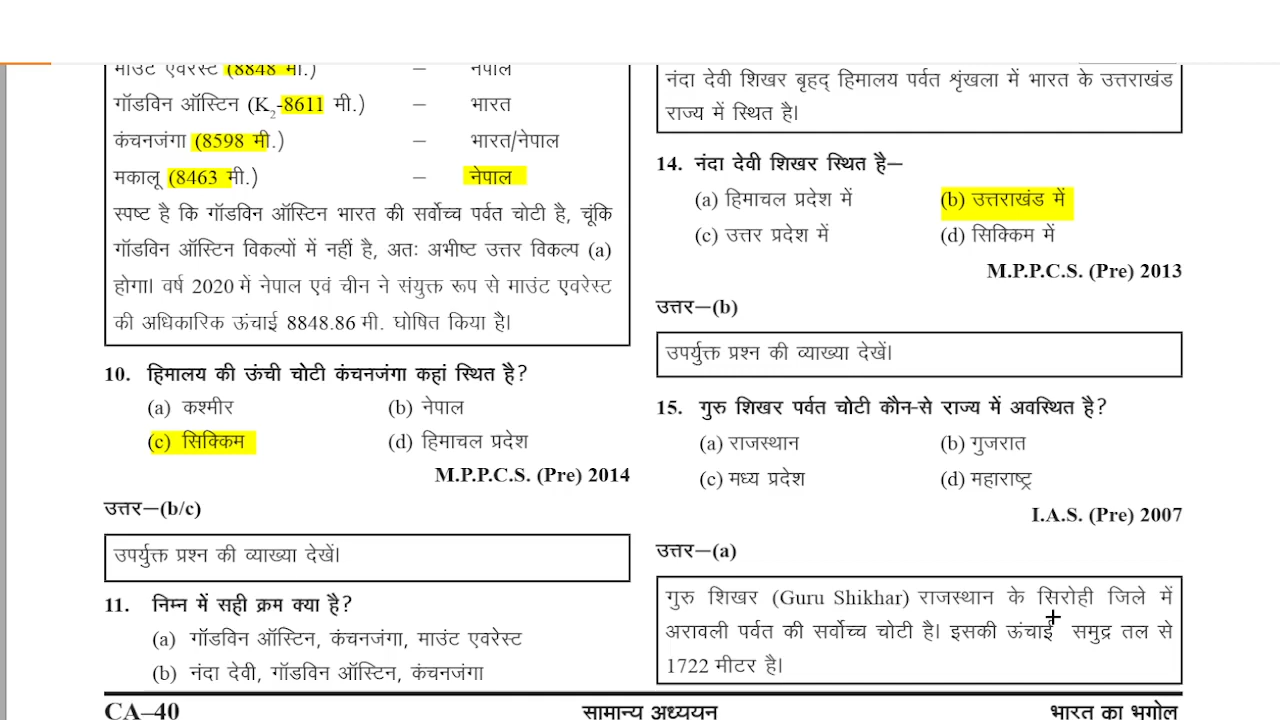 माउंट एवरेस्ट (8848 मी.) – नेपाल
गॉडविन ऑस्टिन (K2-8611 मी.) – भारत
कंचनजंगा (8598 मी.) – भारत/नेपाल
मकालू (8463 मी.) – नेपाल
स्पष्ट है कि गॉडविन ऑस्टिन भारत की सर्वोच्च पर्वत चोटी है, चूंकि
गॉडविन ऑस्टिन विकल्पों में नहीं है, अतः अभीष्ट उत्तर विकल्प (a)
होगा। वर्ष 2020 में नेपाल एवं चीन ने संयुक्त रूप से माउंट एवरेस्ट
की अधिकारिक ऊंचाई 8848.86 मी. घोषित किया है।
10. हिमालय की ऊंची चोटी कंचनजंगा कहां स्थित है?
(a) कश्मीर (b) नेपाल
(c) सिक्किम (d) हिमाचल प्रदेश
M.P.P.C.S. (Pre) 2014
उत्तर–(b/c)
उपर्युक्त प्रश्न की व्याख्या देखें।
11. निम्न में सही क्रम क्या है?
(a) गॉडविन ऑस्टिन, कंचनजंगा, माउंट एवरेस्ट
(b) नंदा देवी, गॉडविन ऑस्टिन, कंचनजंगा
नंदा देवी शिखर बृहद् हिमालय पर्वत शृंखला में भारत के उत्तराखंड
राज्य में स्थित है।
14. नंदा देवी शिखर स्थित है–
(a) हिमाचल प्रदेश में (b) उत्तराखंड में
(c) उत्तर प्रदेश में (d) सिक्किम में
M.P.P.C.S. (Pre) 2013
उत्तर–(b)
उपर्युक्त प्रश्न की व्याख्या देखें।
15. गुरु शिखर पर्वत चोटी कौन-से राज्य में अवस्थित है?
(a) राजस्थान (b) गुजरात
(c) मध्य प्रदेश (d) महाराष्ट्र
I.A.S. (Pre) 2007
उत्तर–(a)
गुरु शिखर (Guru Shikhar) राजस्थान के सिरोही जिले में
अरावली पर्वत की सर्वोच्च चोटी है। इसकी ऊंचाई समुद्र तल से
1722 मीटर है।
CA–40 सामान्य अध्ययन भारत का भूगोल